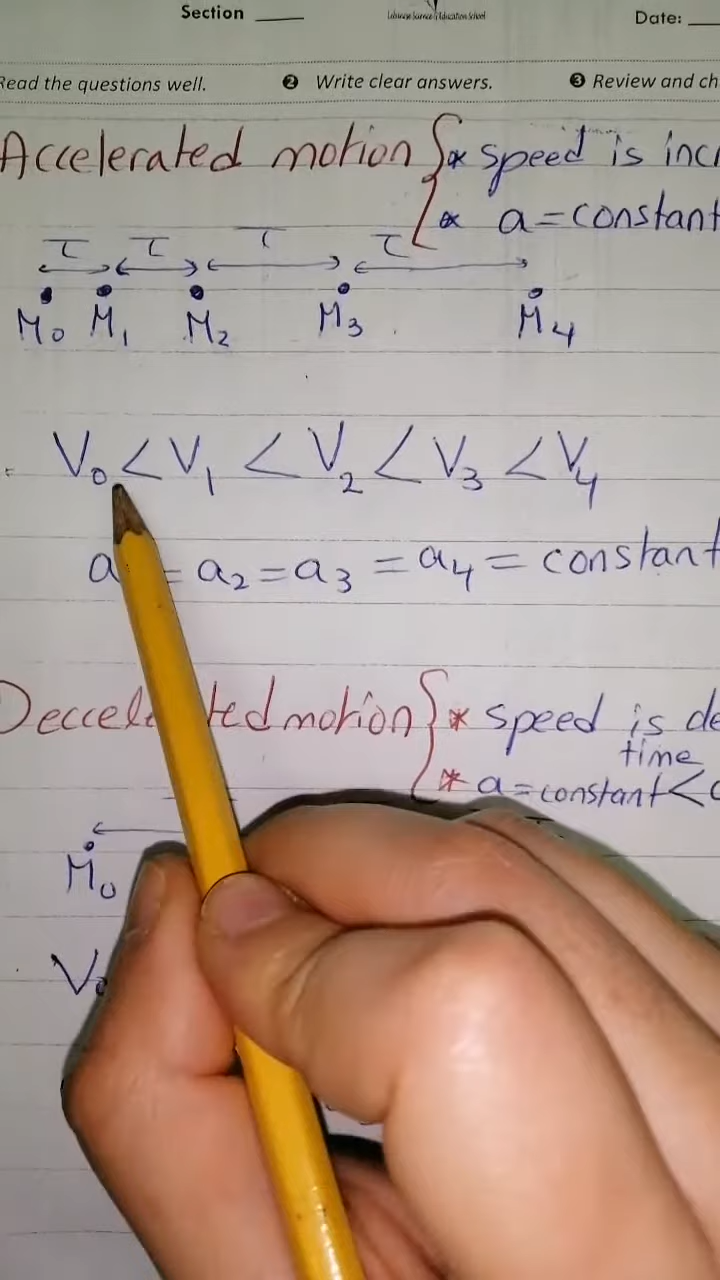 Section ____ Date: __
Read the questions well. ❷ Write clear answers. ❸ Review and ch
Accelerated motion { * speed is inc
* a = constant
τ τ τ τ
M0 M1 M2 M3 M4
V0 < V1 < V2 < V3 < V4
a = a2 = a3 = a4 = constant
motion { * speed is de
time
* a = constant <
M0
V